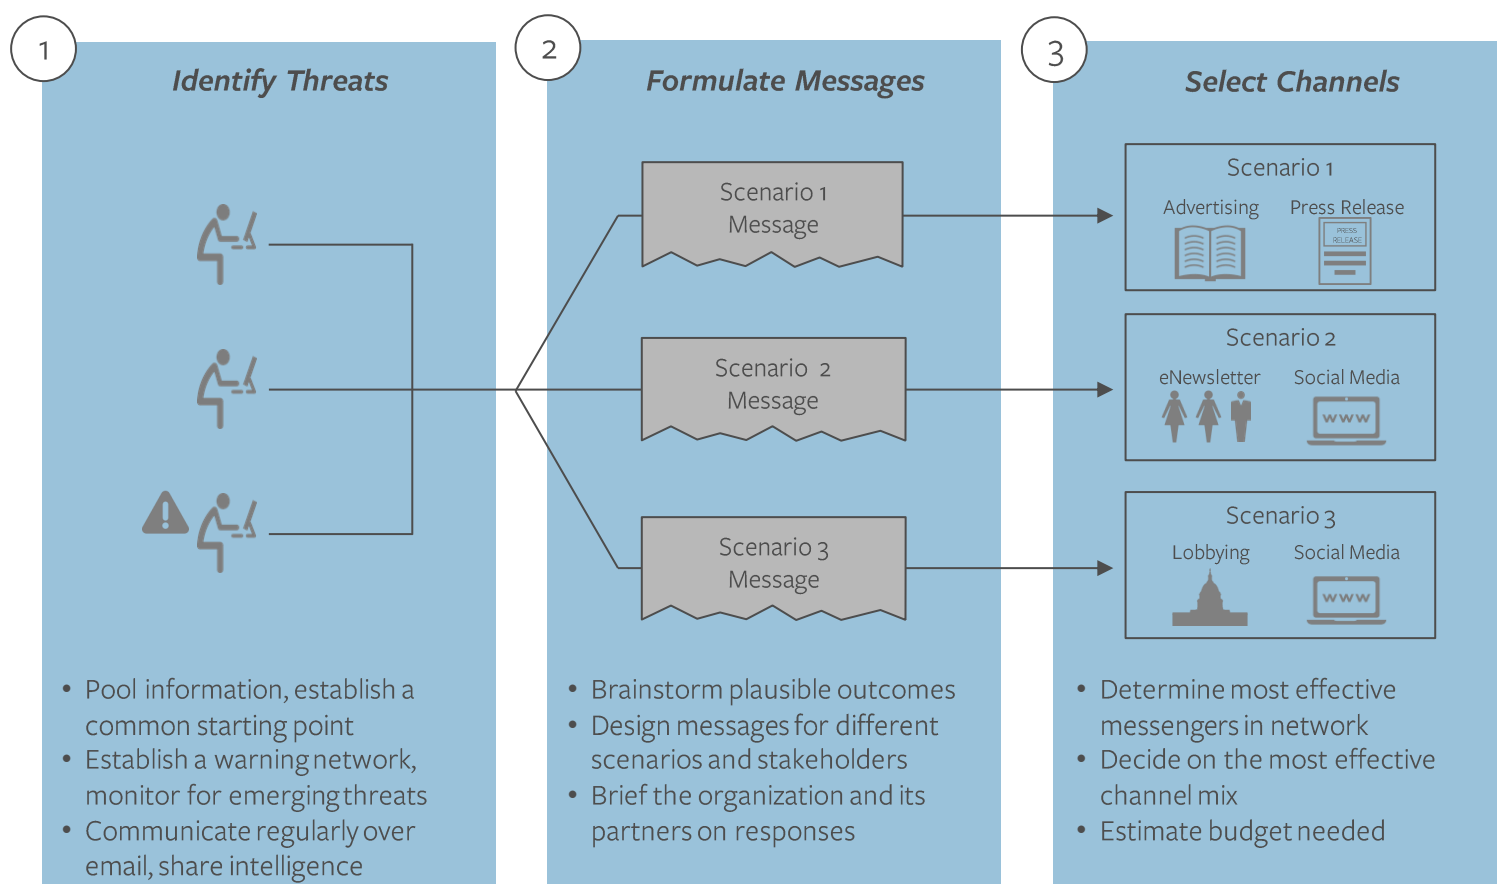 1
Identify Threats
• Pool information, establish a
common starting point
• Establish a warning network,
monitor for emerging threats
• Communicate regularly over
email, share intelligence
2
Formulate Messages
Scenario 1
Message
Scenario 2
Message
Scenario 3
Message
• Brainstorm plausible outcomes
• Design messages for different
scenarios and stakeholders
• Brief the organization and its
partners on responses
3
Select Channels
Scenario 1
Advertising Press Release
PRESS
RELEASE
Scenario 2
eNewsletter Social Media
www
Scenario 3
Lobbying Social Media
www
• Determine most effective
messengers in network
• Decide on the most effective
channel mix
• Estimate budget needed